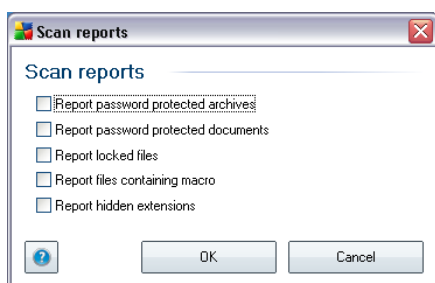 Scan reports
Scan reports
Report password protected archives
Report password protected documents
Report locked files
Report files containing macro
Report hidden extensions
? OK Cancel